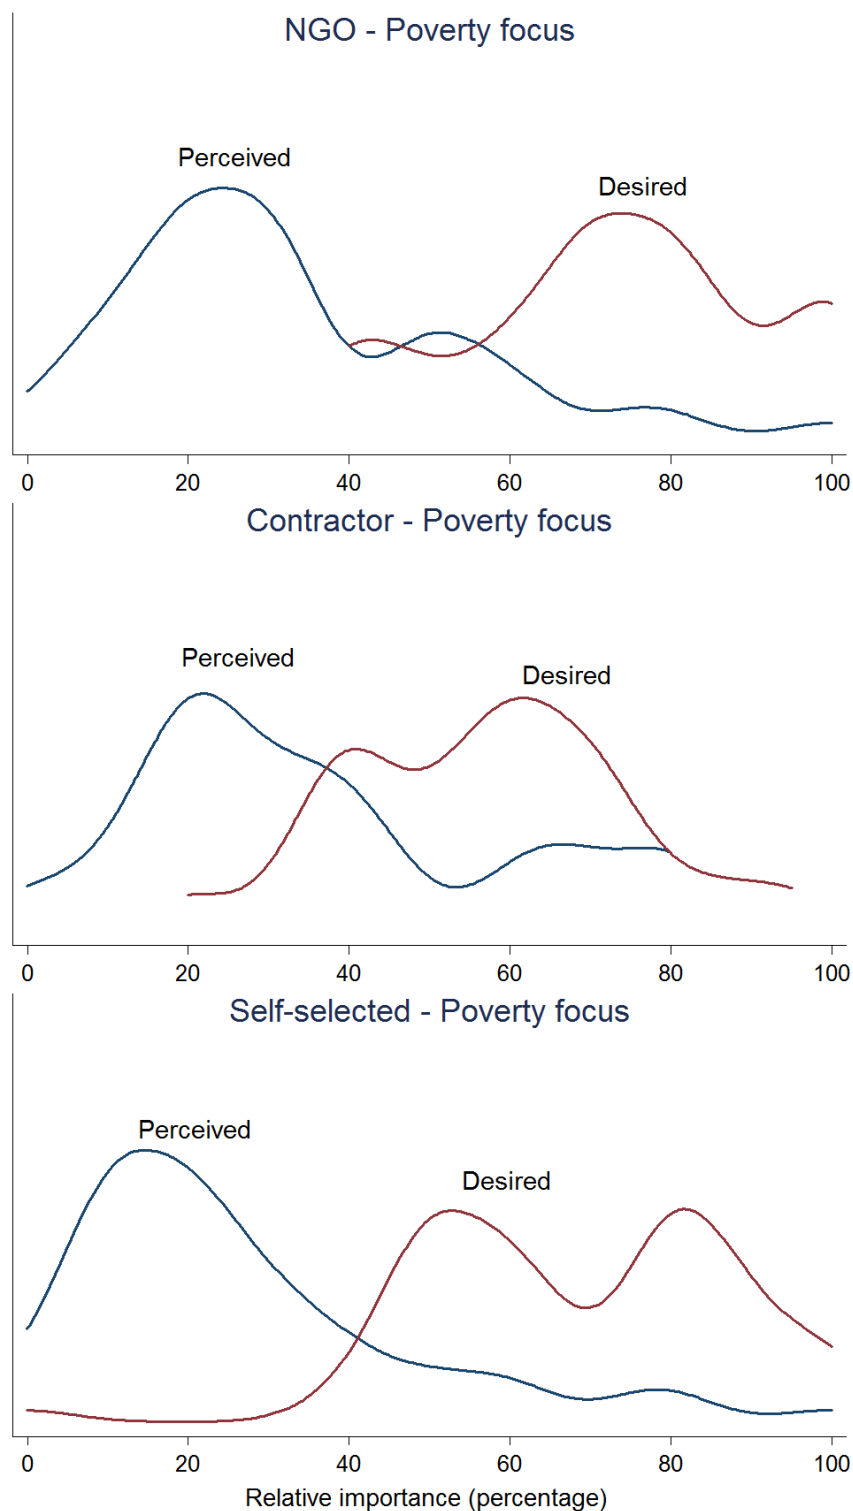 NGO - Poverty focus
Perceived
Desired
0 20 40 60 80 100
Contractor - Poverty focus
Perceived
Desired
0 20 40 60 80 100
Self-selected - Poverty focus
Perceived
Desired
0 20 40 60 80 100
Relative importance (percentage)